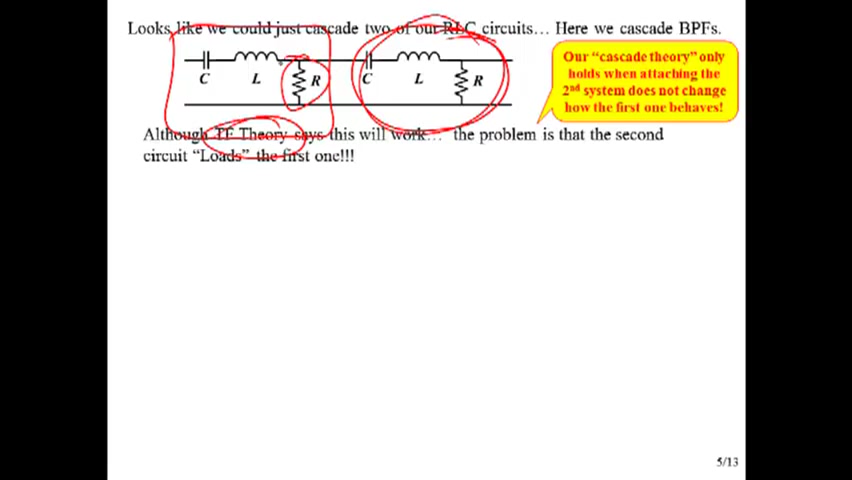 Looks like we could just cascade two of our RLC circuits... Here we cascade BPFs.
C L R C L R
Our “cascade theory” only
holds when attaching the
2nd system does not change
how the first one behaves!
Although TF Theory says this will work... the problem is that the second
circuit “Loads” the first one!!!
5/13